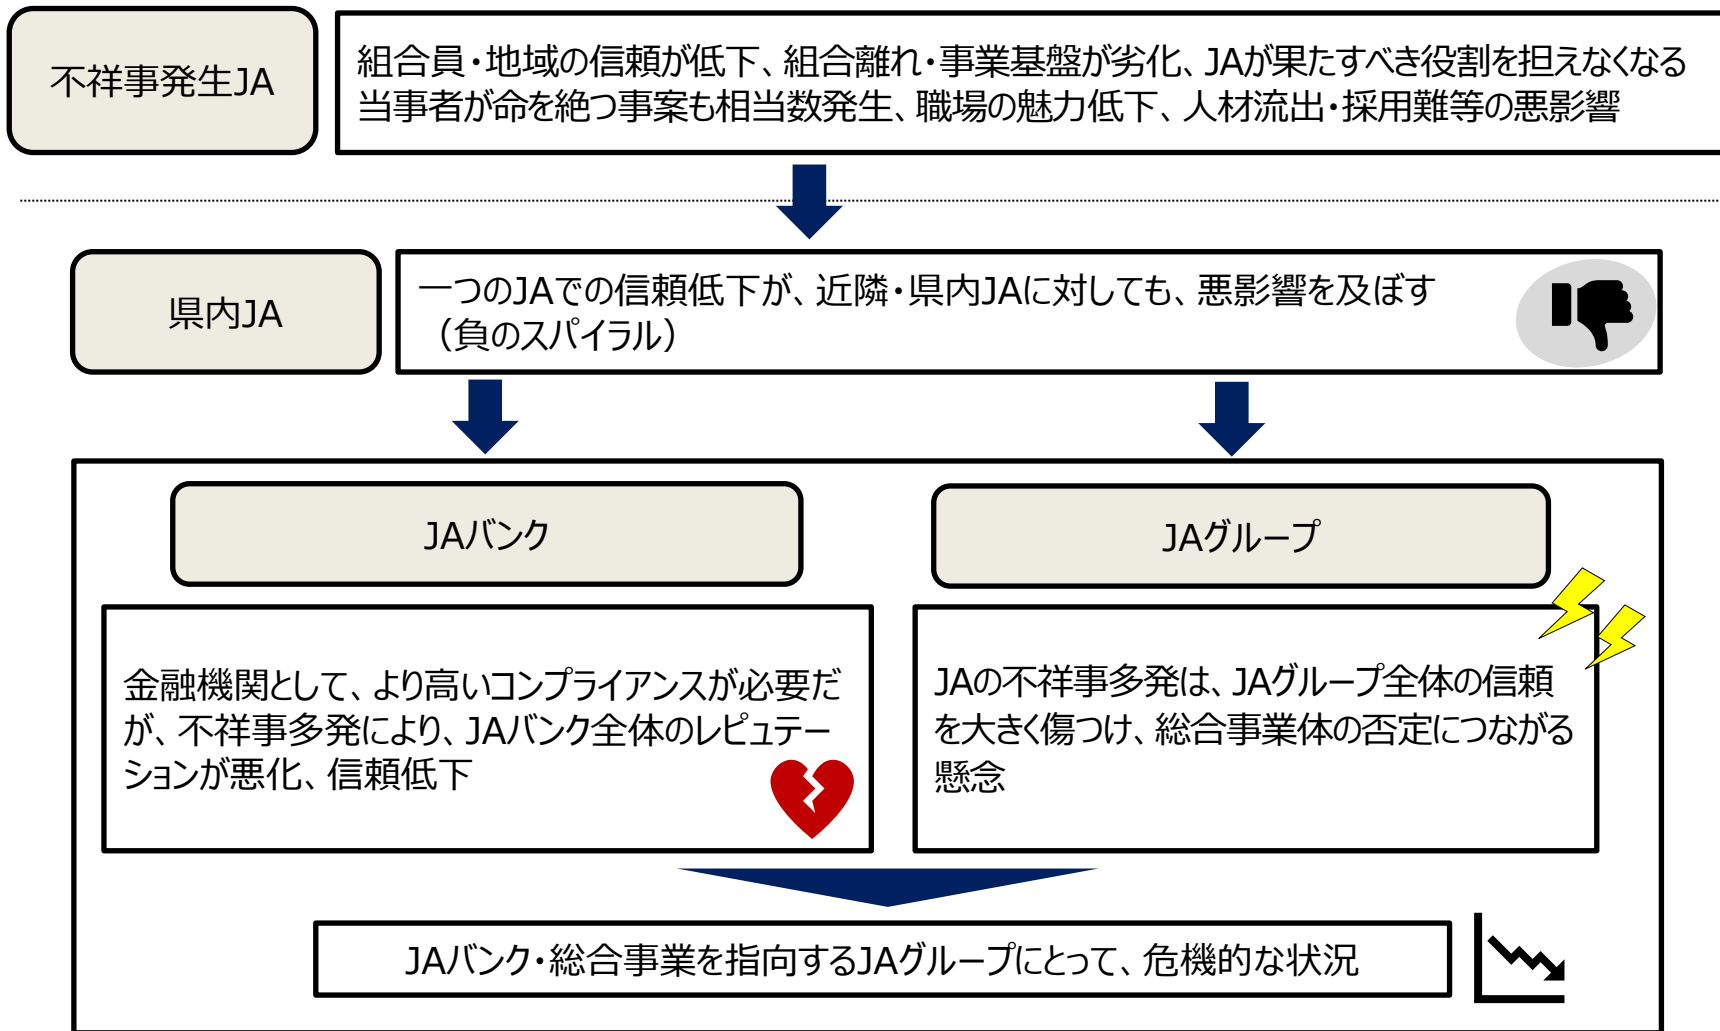 不祥事発生JA
組合員・地域の信頼が低下、組合離れ・事業基盤が劣化、JAが果たすべき役割を担えなくなる
当事者が命を絶つ事案も相当数発生、職場の魅力低下、人材流出・採用難等の悪影響
県内JA
一つのJAでの信頼低下が、近隣・県内JAに対しても、悪影響を及ぼす
（負のスパイラル）
JAバンク
金融機関として、より高いコンプライアンスが必要だ
が、不祥事多発により、JAバンク全体のレピュテー
ションが悪化、信頼低下
JAグループ
JAの不祥事多発は、JAグループ全体の信頼
を大きく傷つけ、総合事業体の否定につながる
懸念
JAバンク・総合事業を指向するJAグループにとって、危機的な状況